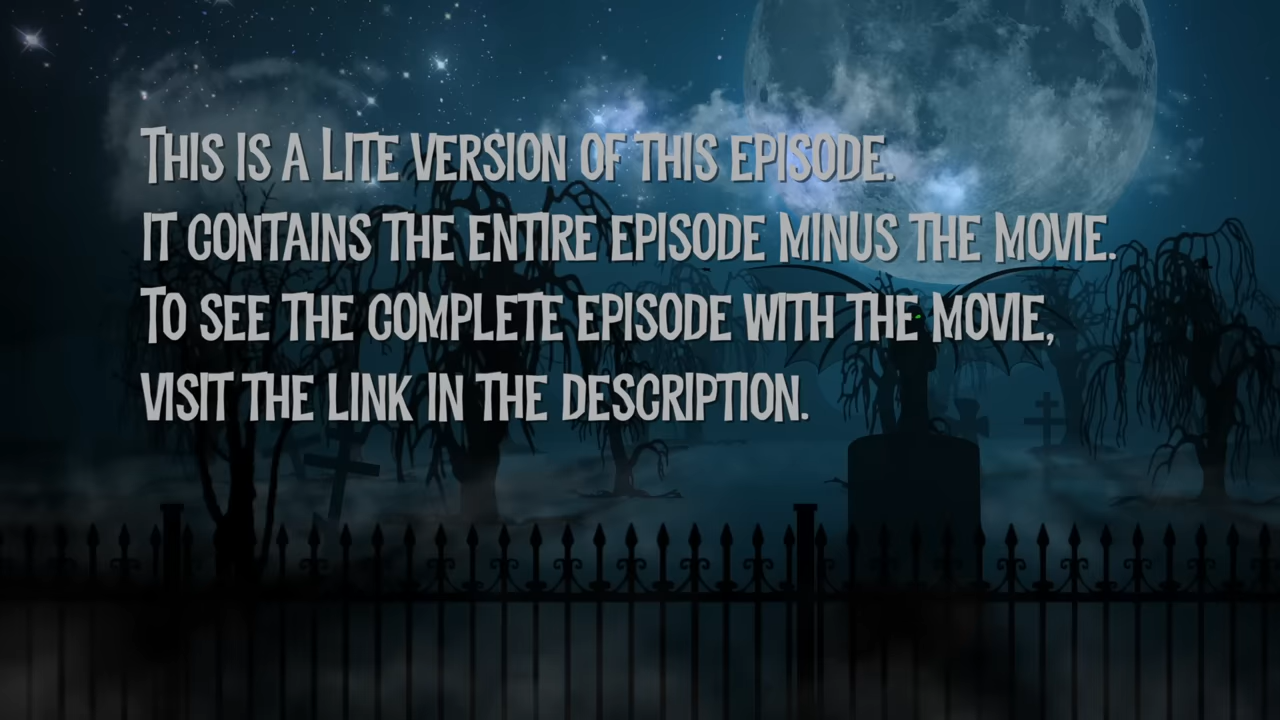 This is a Lite version of this episode.
It contains the entire episode minus the movie.
To see the complete episode with the movie,
visit the link in the description.